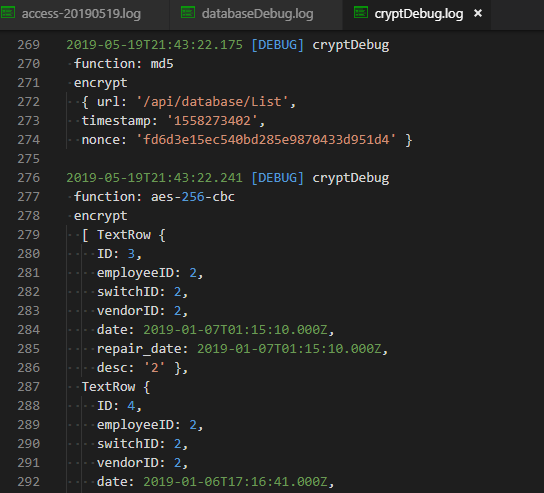 access-20190519.log databaseDebug.log cryptDebug.log ×
269 2019-05-19T21:43:22.175 [DEBUG] cryptDebug
270 function: md5
271 encrypt
272 { url: '/api/database/List',
273 timestamp: '1558273402',
274 nonce: 'fd6d3e15ec540bd285e9870433d951d4' }
275
276 2019-05-19T21:43:22.241 [DEBUG] cryptDebug
277 function: aes-256-cbc
278 encrypt
279 [ TextRow {
280 ID: 3,
281 employeeID: 2,
282 switchID: 2,
283 vendorID: 2,
284 date: 2019-01-07T01:15:10.000Z,
285 repair_date: 2019-01-07T01:15:10.000Z,
286 desc: '2' },
287 TextRow {
288 ID: 4,
289 employeeID: 2,
290 switchID: 2,
291 vendorID: 2,
292 date: 2019-01-06T17:16:41.000Z,